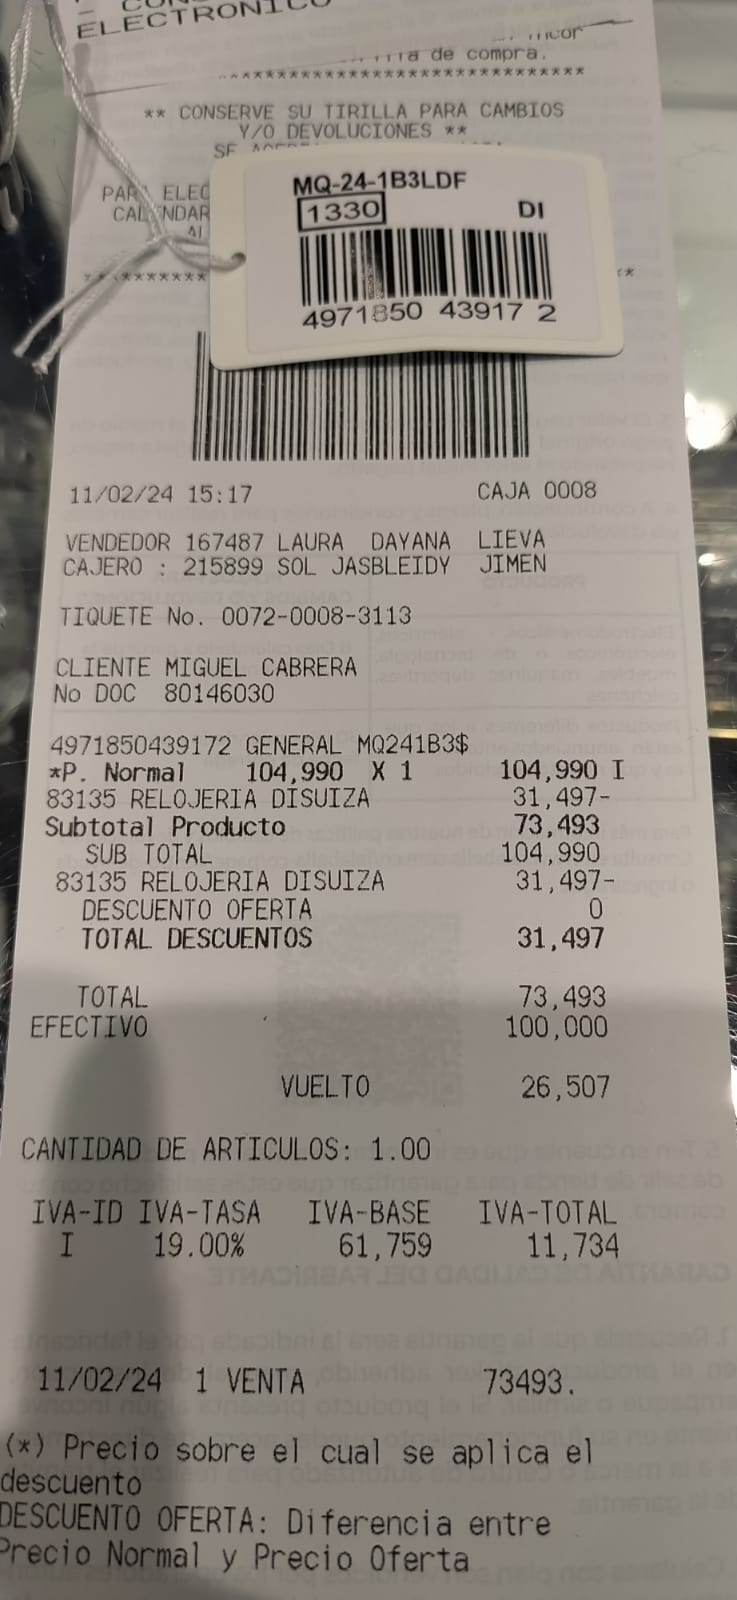 ELECTRONICO
de compra.
** CONSERVE SU TIRILLA PARA CAMBIOS
Y/O DEVOLUCIONES **
MQ-24-1B3LDF
1330 DI
4971850 43917 2
11/02/24 15:17 CAJA 0008
VENDEDOR 167487 LAURA DAYANA LIEVA
CAJERO : 215899 SOL JASBLEIDY JIMEN
TIQUETE No. 0072-0008-3113
CLIENTE MIGUEL CABRERA
No DOC 80146030
4971850439172 GENERAL MQ241B3$
*P. Normal 104,990 X 1 104,990 I
83135 RELOJERIA DISUIZA 31,497-
Subtotal Producto 73,493
SUB TOTAL 104,990
83135 RELOJERIA DISUIZA 31,497-
DESCUENTO OFERTA 0
TOTAL DESCUENTOS 31,497
TOTAL 73,493
EFECTIVO 100,000
VUELTO 26,507
CANTIDAD DE ARTICULOS: 1.00
IVA-ID IVA-TASA IVA-BASE IVA-TOTAL
I 19.00% 61,759 11,734
11/02/24 1 VENTA 73493.
(*) Precio sobre el cual se aplica el
descuento
DESCUENTO OFERTA: Diferencia entre
Precio Normal y Precio Oferta